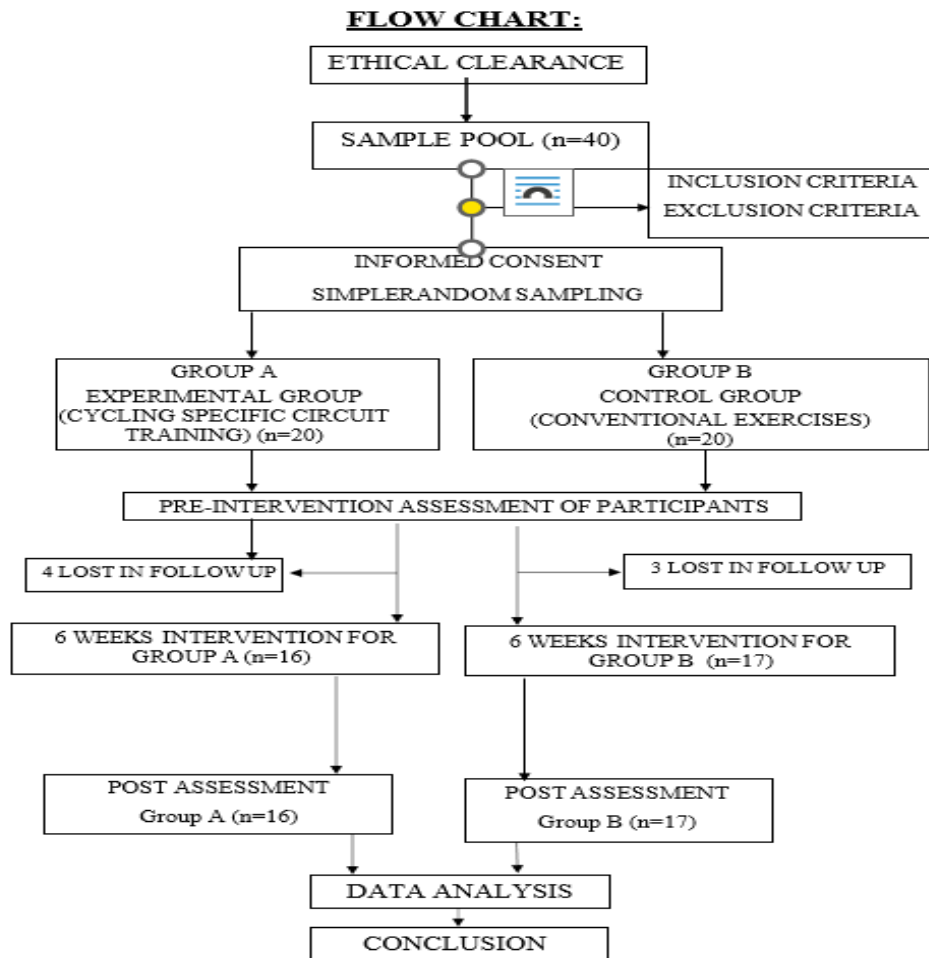 FLOW CHART:
ETHICAL CLEARANCE
SAMPLE POOL (n=40)
INCLUSION CRITERIA
EXCLUSION CRITERIA
INFORMED CONSENT
SIMPLERANDOM SAMPLING
GROUP A
EXPERIMENTAL GROUP
(CYCLING SPECIFIC CIRCUIT
TRAINING) (n=20)
GROUP B
CONTROL GROUP
(CONVENTIONAL EXERCISES)
(n=20)
PRE-INTERVENTION ASSESSMENT OF PARTICIPANTS
4 LOST IN FOLLOW UP
3 LOST IN FOLLOW UP
6 WEEKS INTERVENTION FOR
GROUP A (n=16)
6 WEEKS INTERVENTION FOR
GROUP B (n=17)
POST ASSESSMENT
Group A (n=16)
POST ASSESSMENT
Group B (n=17)
DATA ANALYSIS
CONCLUSION